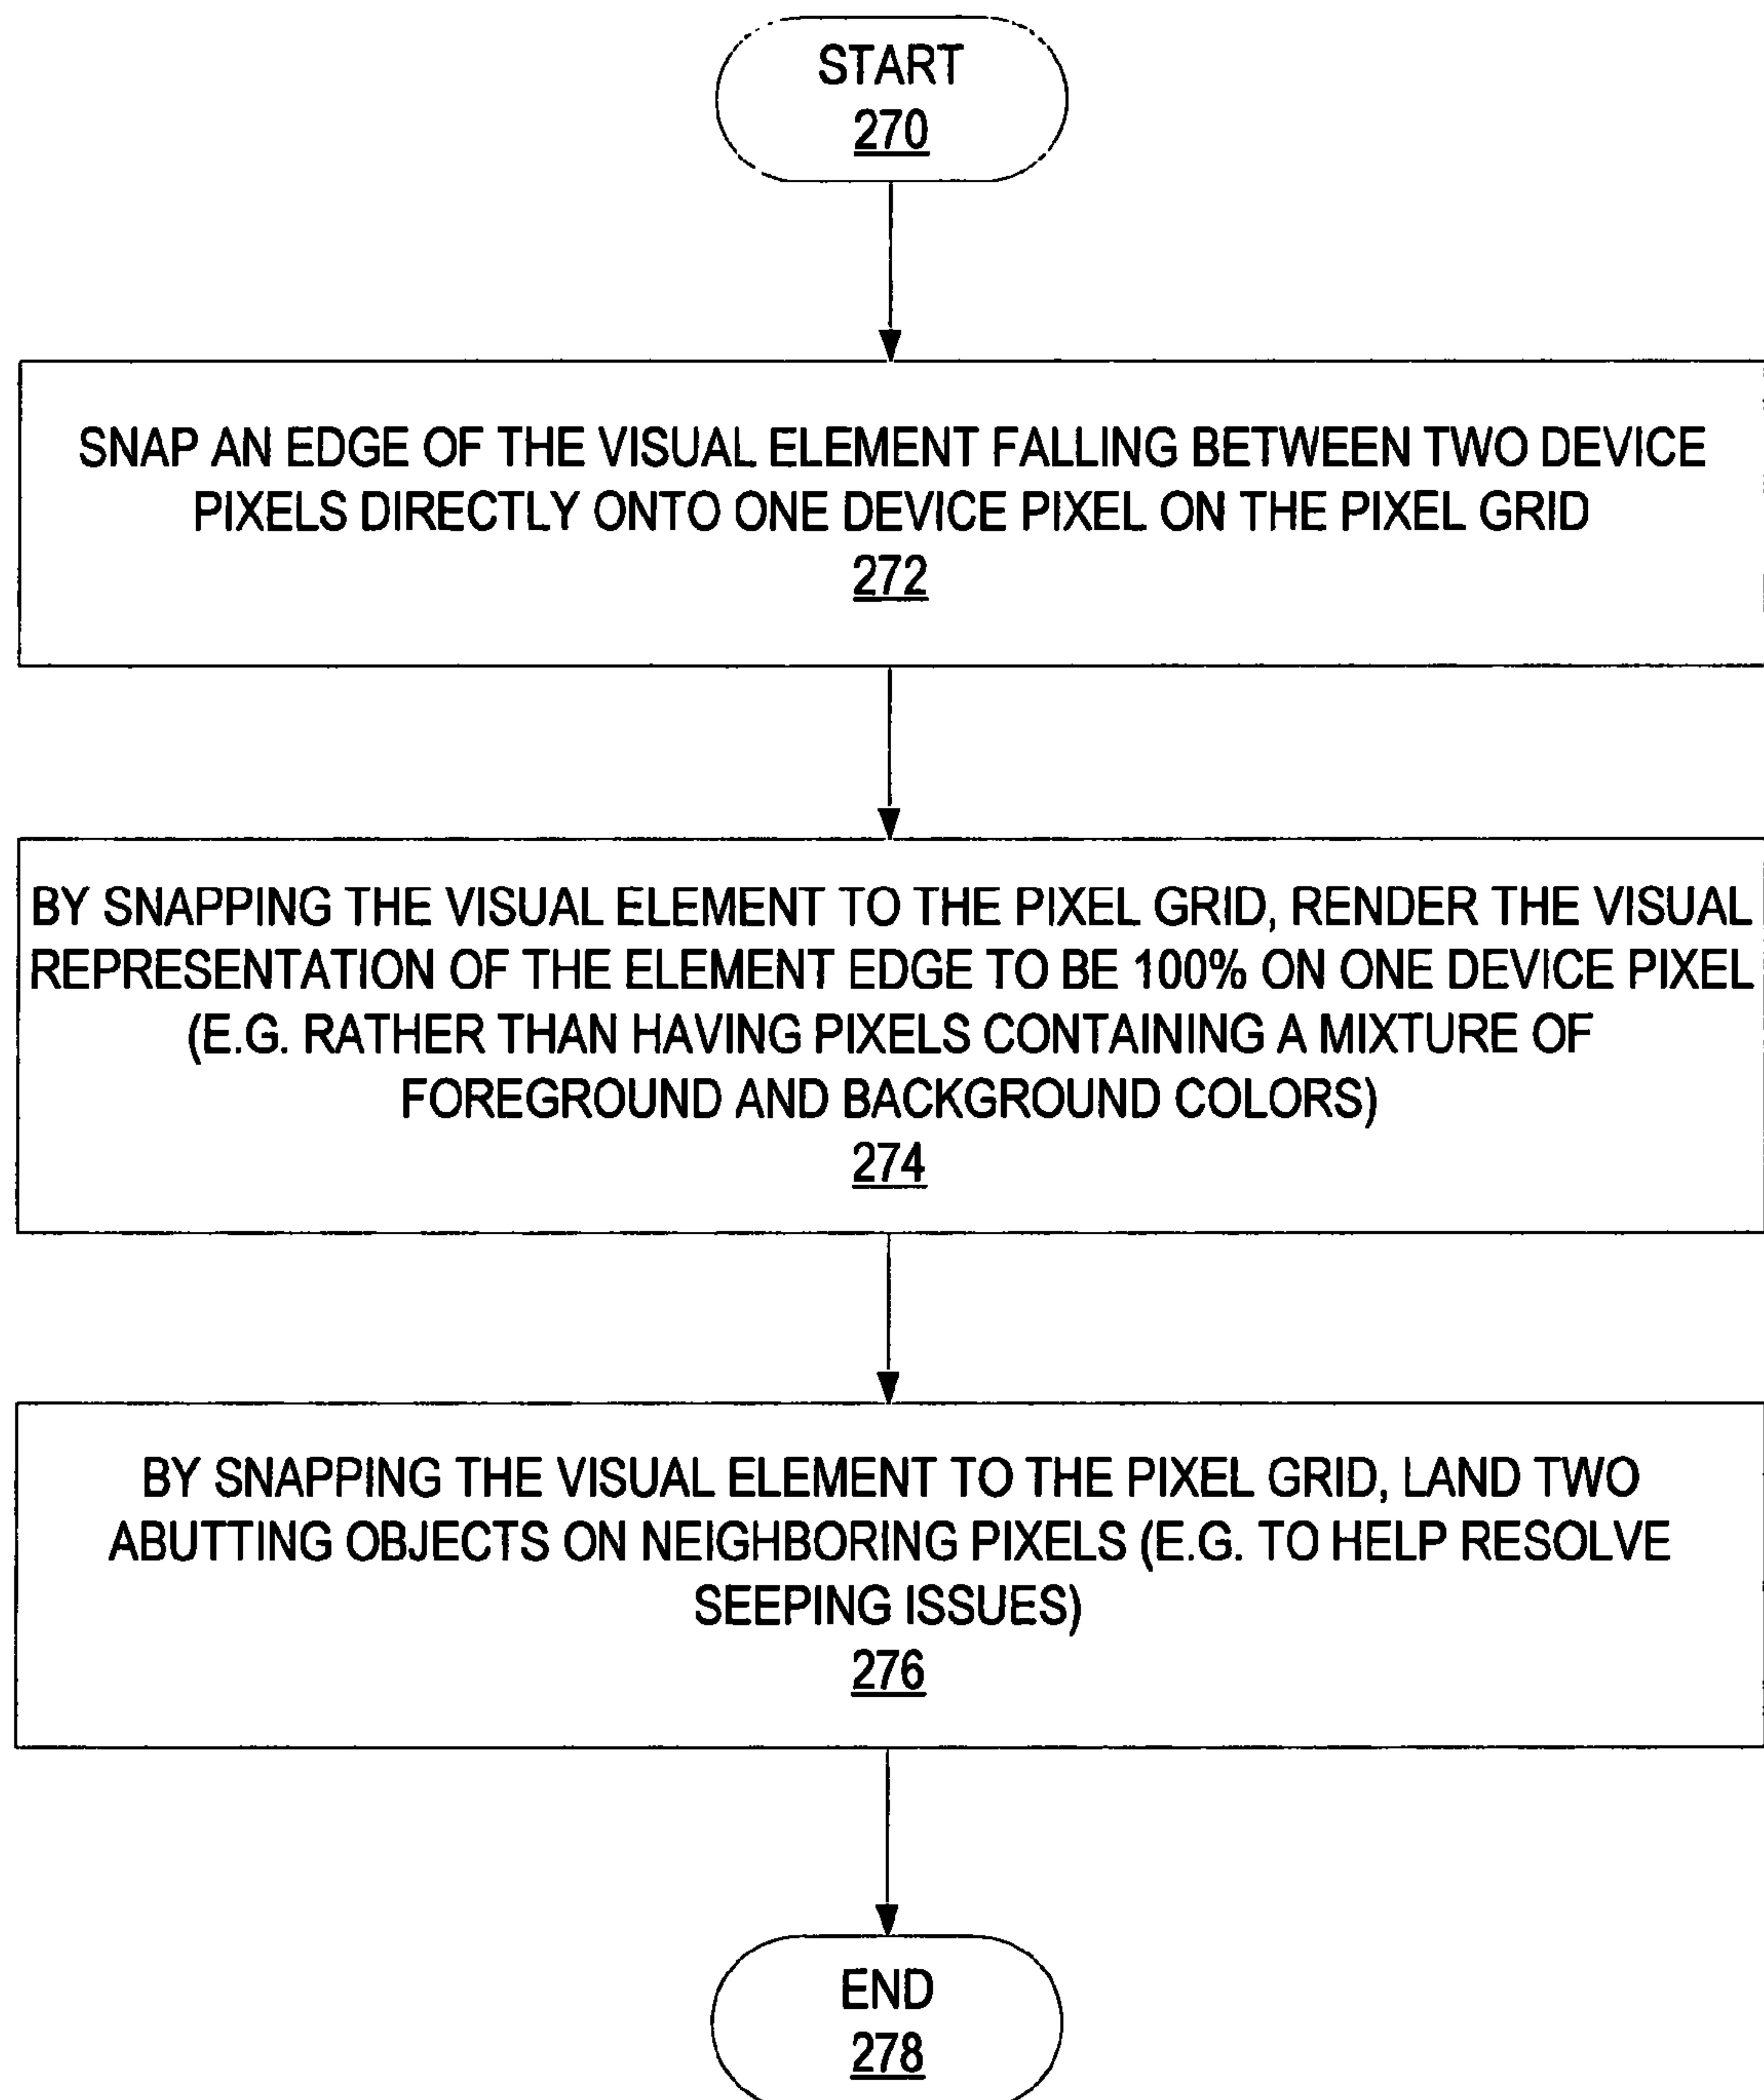 START
270
SNAP AN EDGE OF THE VISUAL ELEMENT FALLING BETWEEN TWO DEVICE
PIXELS DIRECTLY ONTO ONE DEVICE PIXEL ON THE PIXEL GRID
272
BY SNAPPING THE VISUAL ELEMENT TO THE PIXEL GRID, RENDER THE VISUAL
REPRESENTATION OF THE ELEMENT EDGE TO BE 100% ON ONE DEVICE PIXEL
(E.G. RATHER THAN HAVING PIXELS CONTAINING A MIXTURE OF
FOREGROUND AND BACKGROUND COLORS)
274
BY SNAPPING THE VISUAL ELEMENT TO THE PIXEL GRID, LAND TWO
ABUTTING OBJECTS ON NEIGHBORING PIXELS (E.G. TO HELP RESOLVE
SEEPING ISSUES)
276
END
278